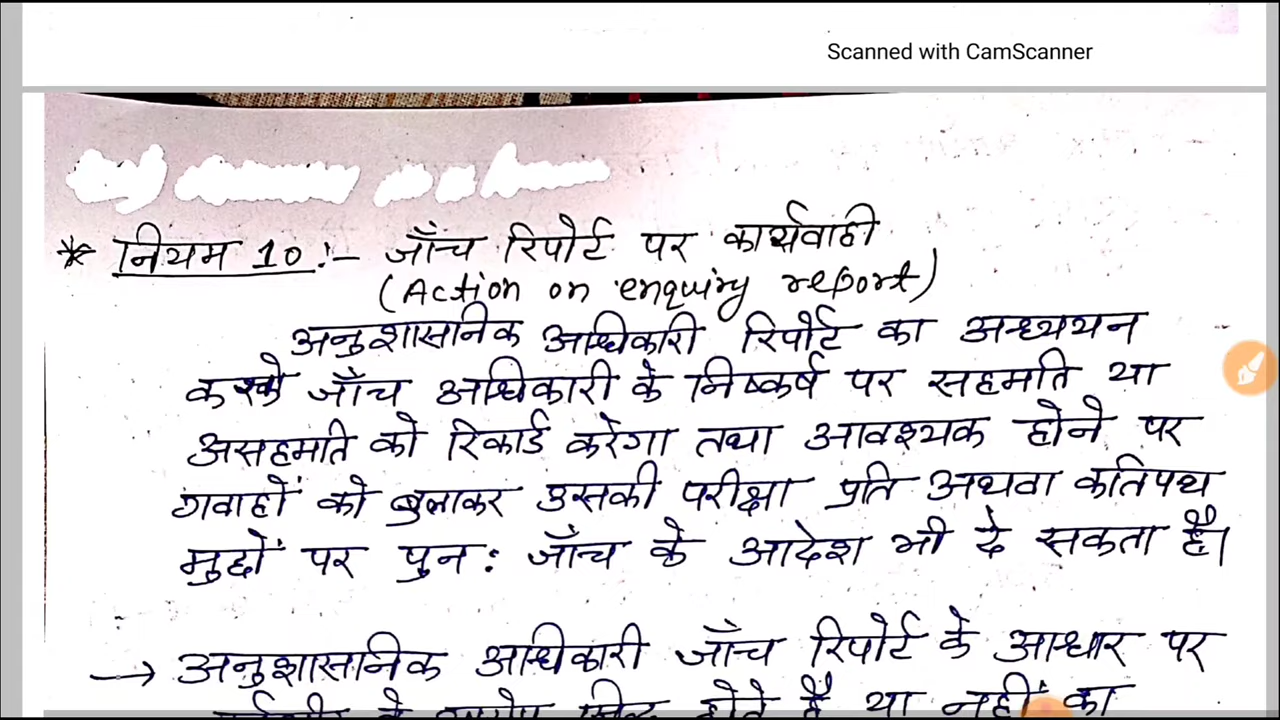 Scanned with CamScanner
* नियम 10 :- जाँच रिपोर्ट पर कार्यवाही
(Action on enquiry report)
अनुशासनिक अधिकारी रिपोर्ट का अध्ययन
करके जाँच अधिकारी के निष्कर्ष पर सहमति या
असहमति को रिकार्ड करेगा तथा आवश्यक होने पर
गवाहों को बुलाकर उसकी परीक्षा प्रति अथवा कतिपय
मुद्दों पर पुनः जाँच के आदेश भी दे सकता है।
→ अनुशासनिक अधिकारी जाँच रिपोर्ट के आधार पर
होते हैं या नहीं का